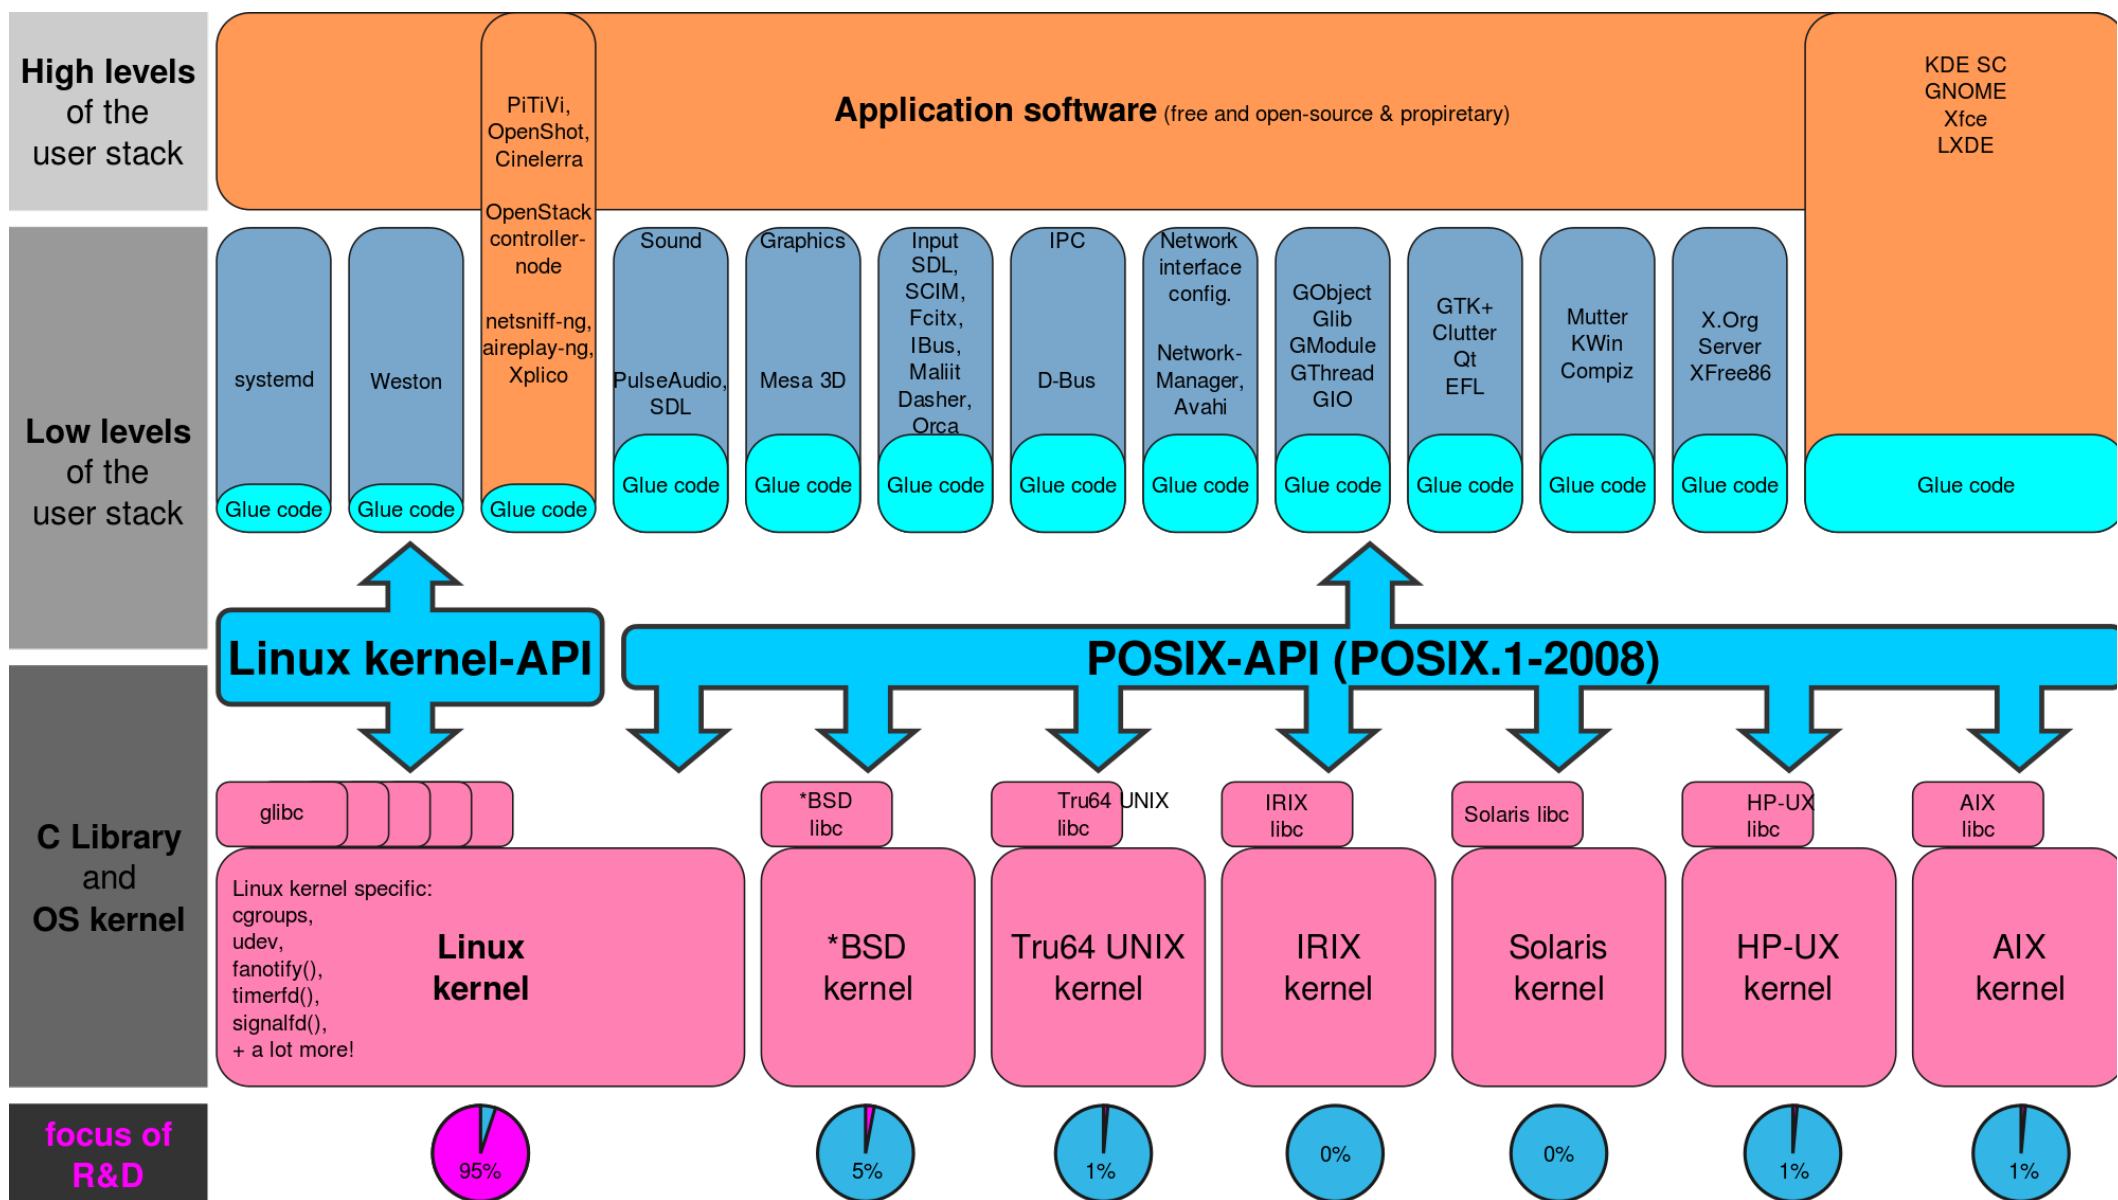 High levels
of the
user stack
Application software (free and open-source & propiretary)
PiTiVi,
OpenShot,
Cinelerra
OpenStack
controller-
node
netsniff-ng,
aireplay-ng,
Xplico
KDE SC
GNOME
Xfce
LXDE
Low levels
of the
user stack
systemd
Glue code
Weston
Glue code
Glue code
Sound
PulseAudio,
SDL
Glue code
Graphics
Mesa 3D
Glue code
Input
SDL,
SCIM,
Fcitx,
IBus,
Maliit
Dasher,
Orca
Glue code
IPC
D-Bus
Glue code
Network
interface
config.
Network-
Manager,
Avahi
Glue code
GObject
Glib
GModule
GThread
GIO
Glue code
GTK+
Clutter
Qt
EFL
Glue code
Mutter
KWin
Compiz
Glue code
X.Org
Server
XFree86
Glue code
Glue code
Linux kernel-API
POSIX-API (POSIX.1-2008)
C Library
and
OS kernel
glibc
*BSD
libc
Tru64 UNIX
libc
IRIX
libc
Solaris libc
HP-UX
libc
AIX
libc
Linux kernel specific:
cgroups,
udev,
fanotify(),
timerfd(),
signalfd(),
+ a lot more!
Linux
kernel
*BSD
kernel
Tru64 UNIX
kernel
IRIX
kernel
Solaris
kernel
HP-UX
kernel
AIX
kernel
focus of
R&D
95%
5%
1%
0%
0%
1%
1%